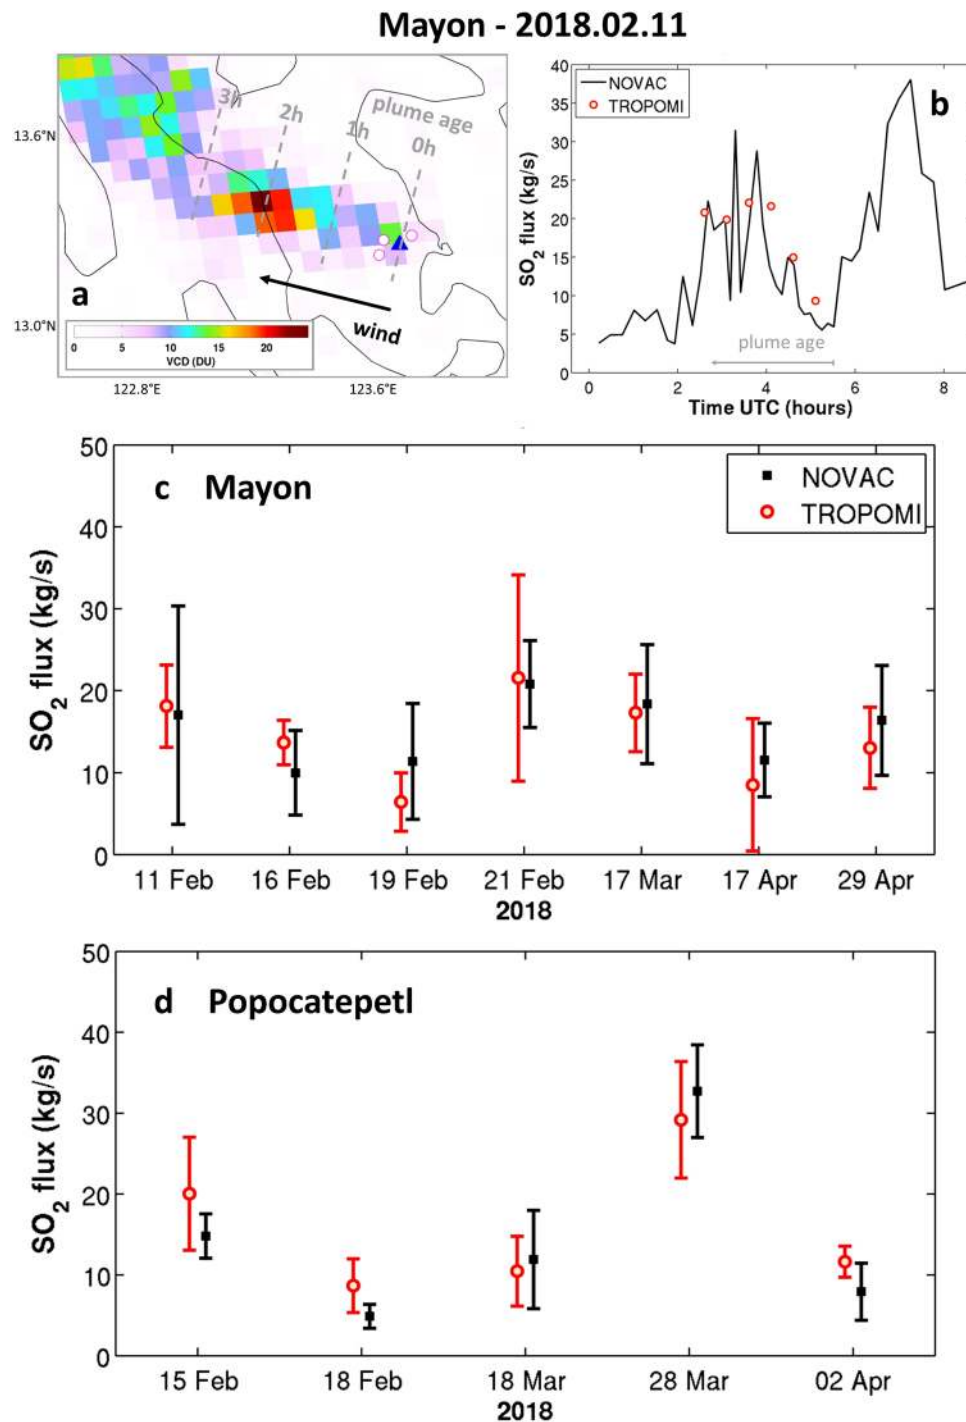 Mayon - 2018.02.11
3h
2h
1h
plume age
0h
13.6°N
13.0°N
a
wind
0 5 10 15 20
VCD (DU)
122.8°E 123.6°E
NOVAC
TROPOMI
b
SO2 flux (kg/s)
40
35
30
25
20
15
10
5
0
plume age
0 2 4 6 8
Time UTC (hours)
c Mayon
NOVAC
TROPOMI
SO2 flux (kg/s)
50
40
30
20
10
0
11 Feb 16 Feb 19 Feb 21 Feb 17 Mar 17 Apr 29 Apr
2018
d Popocatepetl
SO2 flux (kg/s)
50
40
30
20
10
0
15 Feb 18 Feb 18 Mar 28 Mar 02 Apr
2018